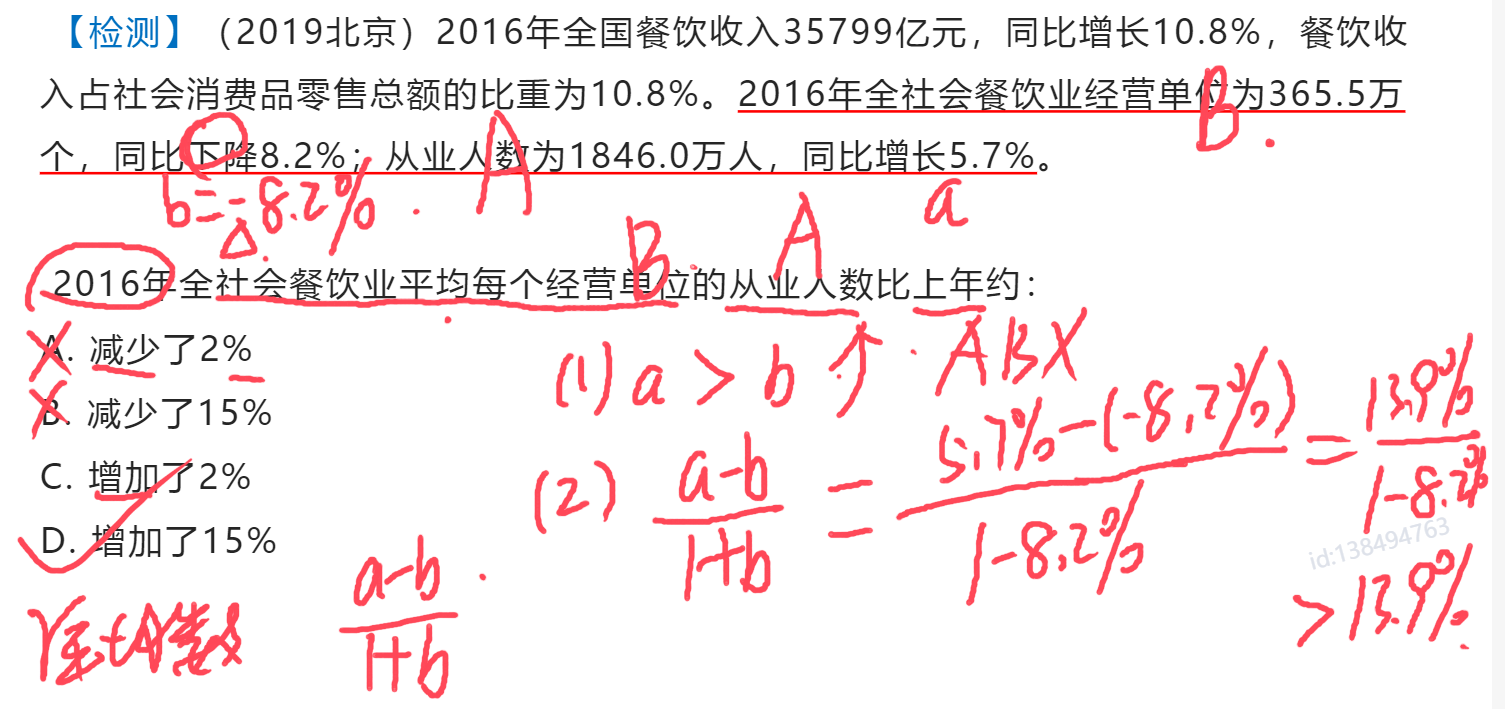 【检测】（2019北京）2016年全国餐饮收入35799亿元，同比增长10.8%，餐饮收
入占社会消费品零售总额的比重为10.8%。2016年全社会餐饮业经营单位为365.5万
B.
个，同比下降8.2%；从业人数为1846.0万人，同比增长5.7%。
b=-8.2%.
A
a
B.
A
2016年全社会餐饮业平均每个经营单位的从业人数比上年约：
A. 减少了2%
(1) a > b ↑. ABX
B. 减少了15%
C. 增加了2%
(2) a-b/1+b = 5.7%-(-8.2%)/1-8.2% = 13.9%/1-8.2%
D. 增加了15%
id:138494763
>13.9%.
a-b/1+b.